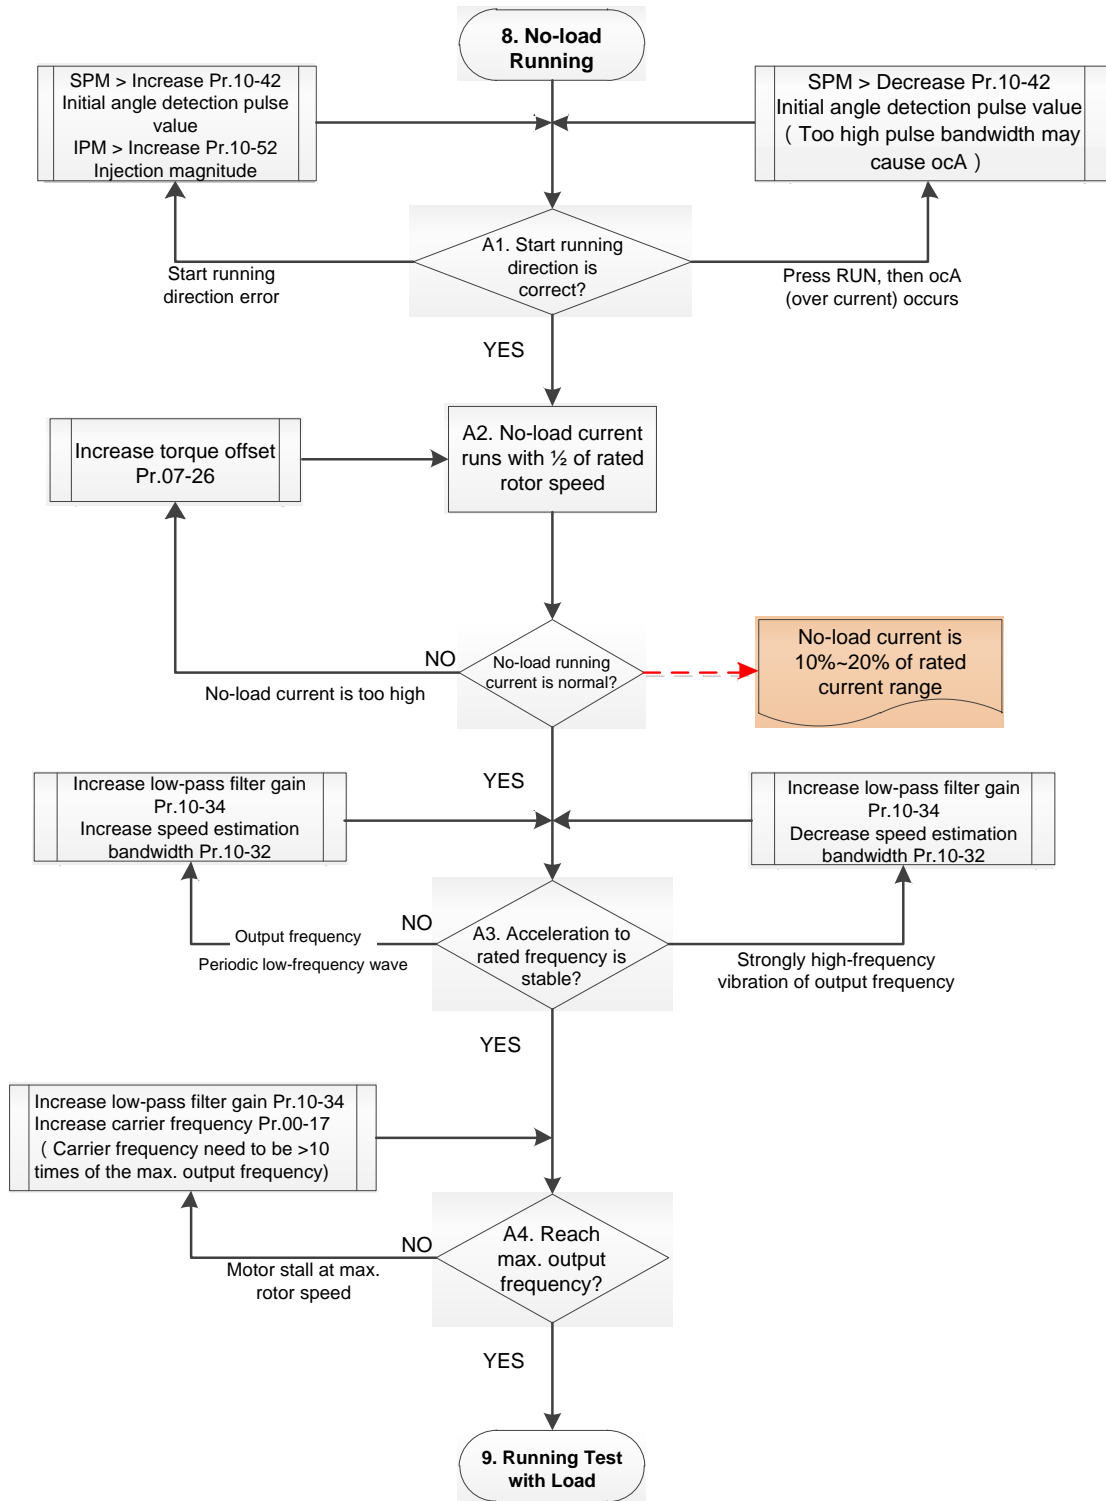 8. No-load
Running
SPM > Increase Pr.10-42
Initial angle detection pulse
value
IPM > Increase Pr.10-52
Injection magnitude
SPM > Decrease Pr.10-42
Initial angle detection pulse value
( Too high pulse bandwidth may
cause ocA )
A1. Start running
direction is
correct?
Start running
direction error
Press RUN, then ocA
(over current) occurs
YES
Increase torque offset
Pr.07-26
A2. No-load current
runs with ½ of rated
rotor speed
No-load running
current is normal?
NO
No-load current is too high
No-load current is
10%~20% of rated
current range
YES
Increase low-pass filter gain
Pr.10-34
Increase speed estimation
bandwidth Pr.10-32
Increase low-pass filter gain
Pr.10-34
Decrease speed estimation
bandwidth Pr.10-32
NO
A3. Acceleration to
rated frequency is
stable?
Output frequency
Periodic low-frequency wave
Strongly high-frequency
vibration of output frequency
YES
Increase low-pass filter gain Pr.10-34
Increase carrier frequency Pr.00-17
( Carrier frequency need to be >10
times of the max. output frequency)
NO
A4. Reach
max. output
frequency?
Motor stall at max.
rotor speed
YES
9. Running Test
with Load